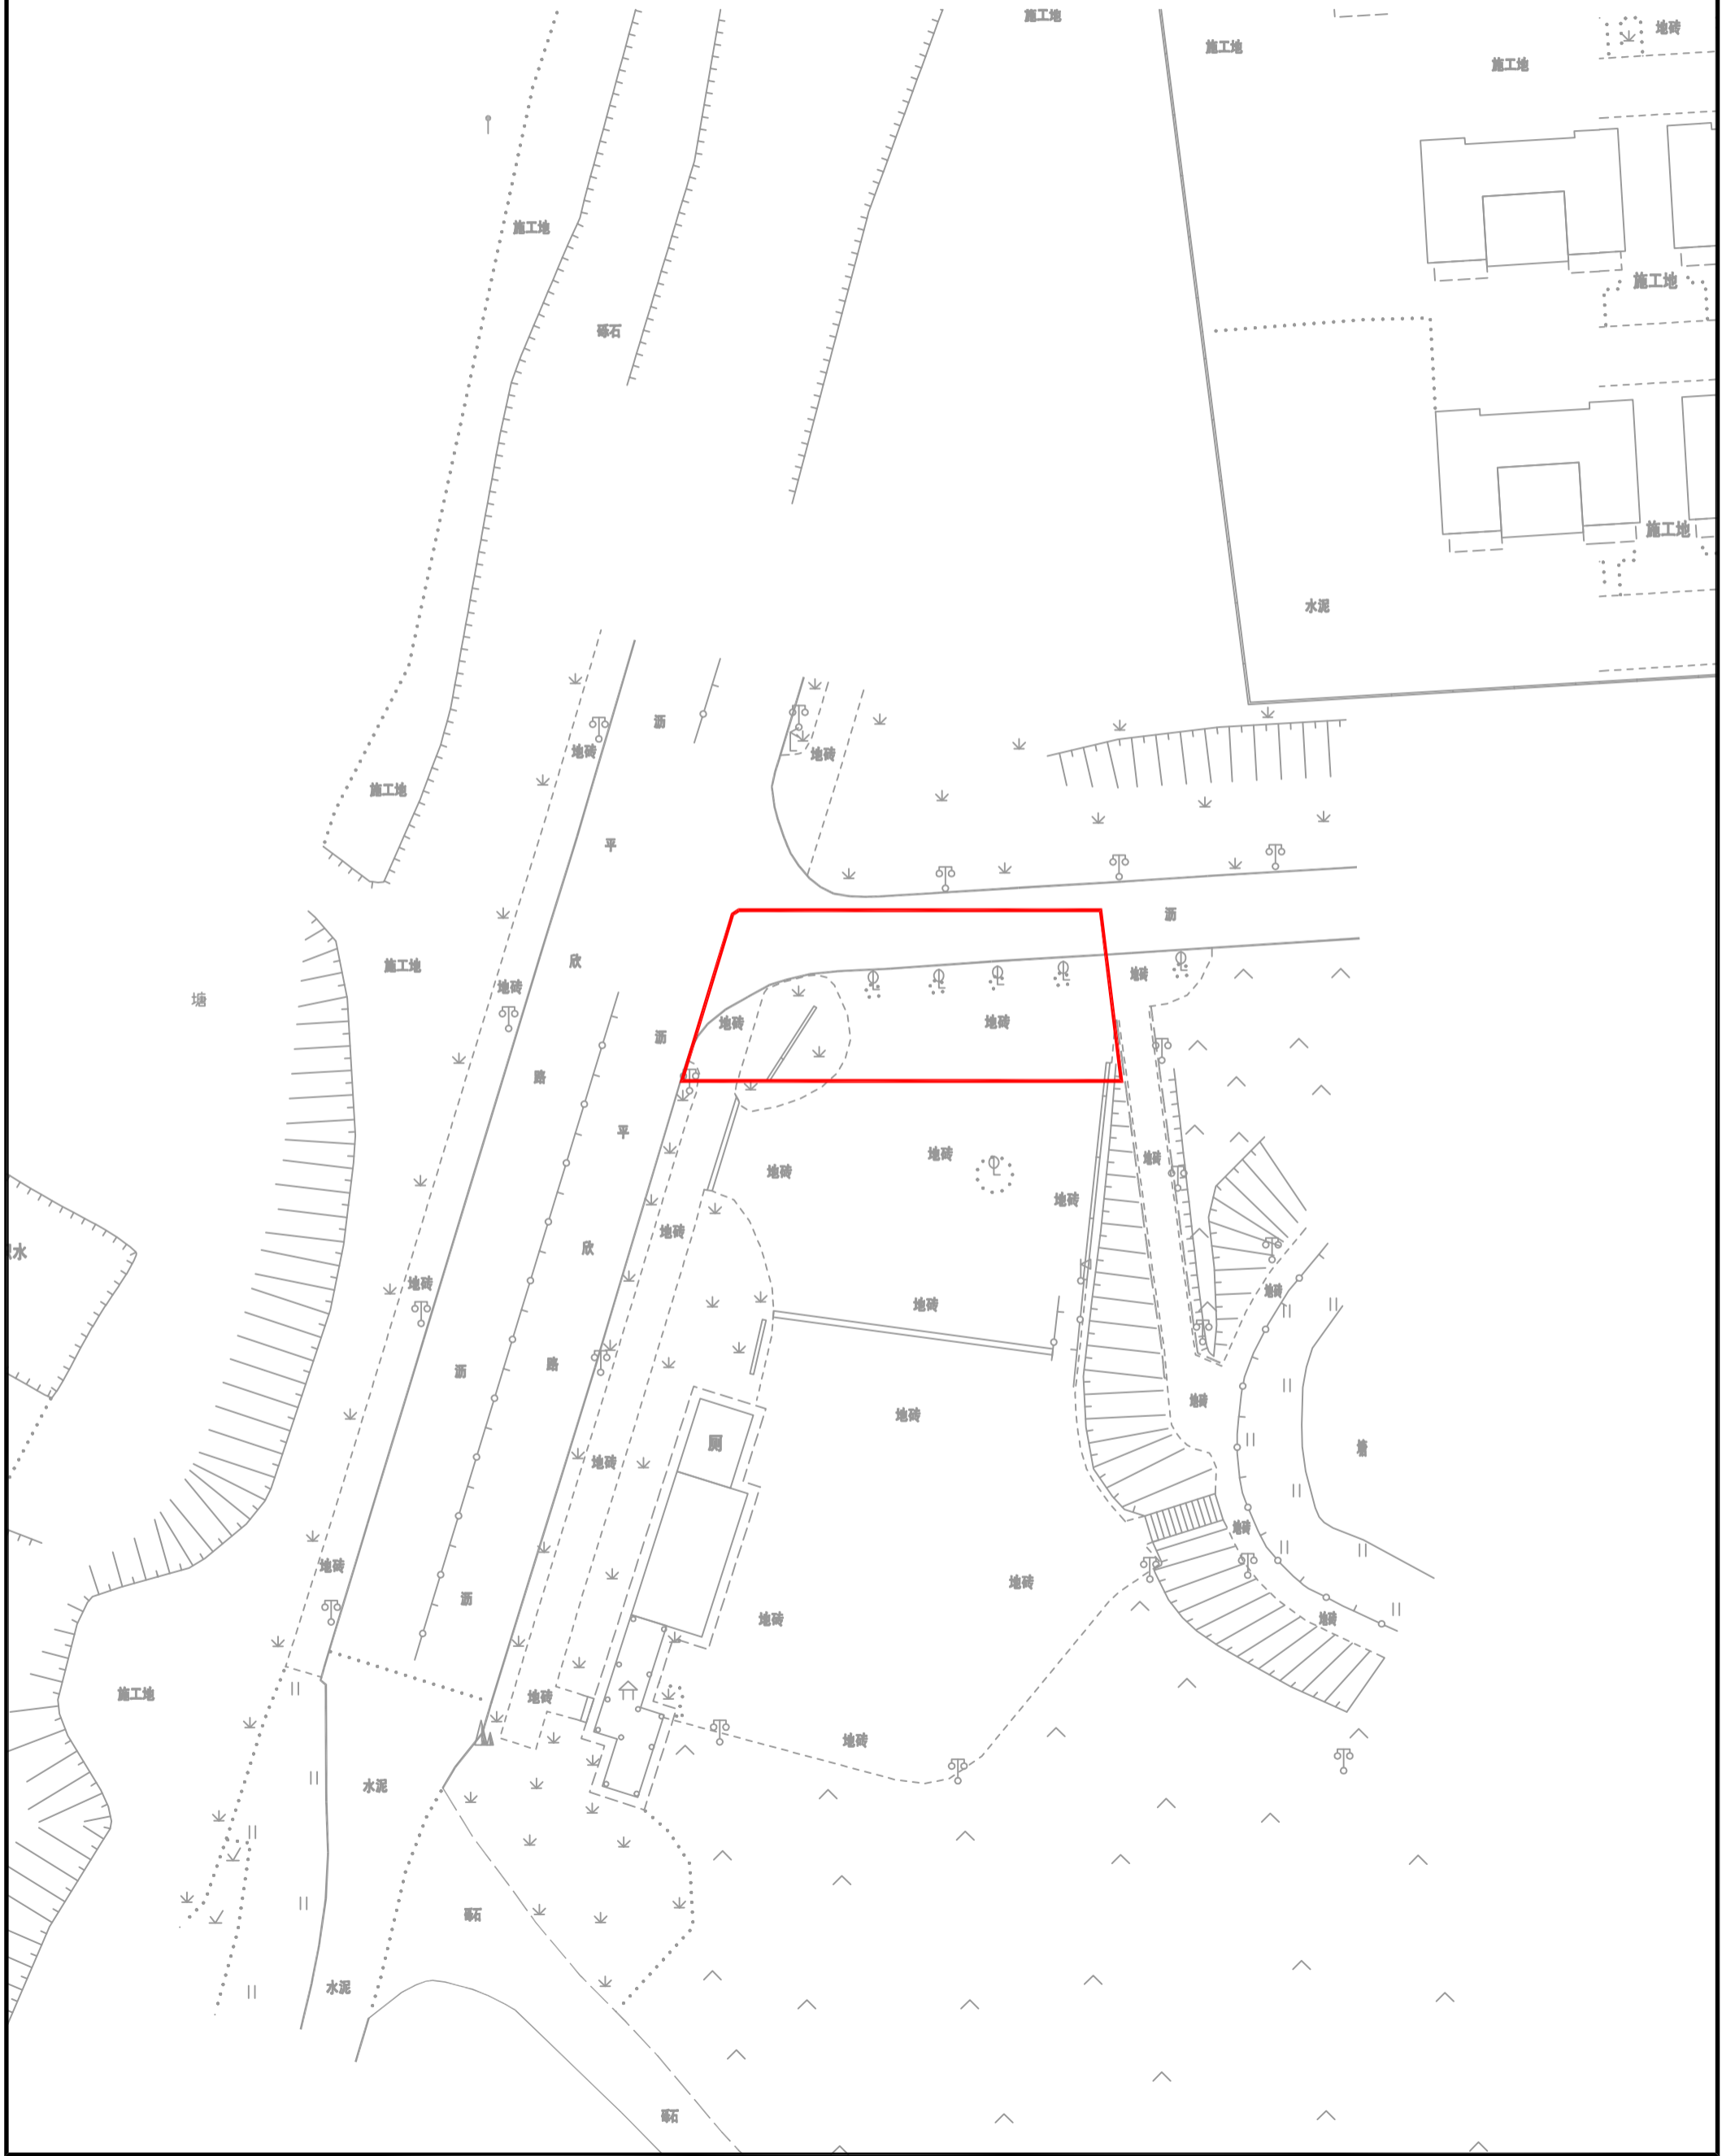 施工地
地砖
施工地
施工地
施工地
施工地
砾石
施工地
水泥
沥
地砖
地砖
施工地
平
沥
欣
施工地
地砖
地砖
塘
地砖
地砖
沥
路
平
地砖
地砖
地砖
地砖
地砖
欣
水
地砖
地砖
地砖
路
沥
地砖
地砖
厕
塘
地砖
地砖
地砖
地砖
沥
地砖
地砖
施工地
地砖
地砖
水泥
砾石
水泥
砾石